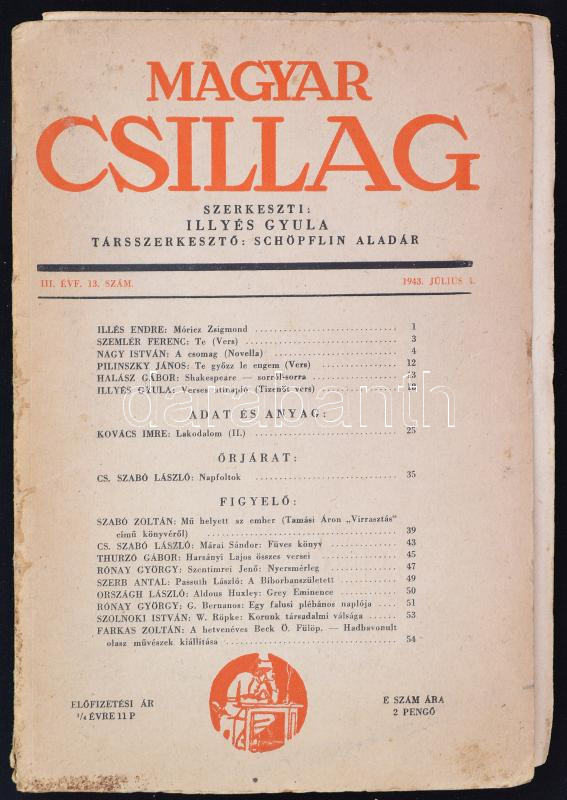 MAGYAR
CSILLAG
SZERKESZTI:
ILLYÉS GYULA
TÁRSSZERKESZTŐ: SCHÖPFLIN ALADÁR
III. ÉVF. 13. SZÁM. 1943. JÚLIUS 1.
ILLÉS ENDRE: Móricz Zsigmond 1
SZEMLÉR FERENC: Te (Vers) 3
NAGY ISTVÁN: A csomag (Novella) 4
PILINSZKY JÁNOS: Te győzz le engem (Vers) 12
HALÁSZ GÁBOR: Shakespeare — sorról-sorra 13
ILLYÉS GYULA: Verses útinapló (Tizenöt vers) 18
darabanth
ADAT ÉS ANYAG:
KOVÁCS IMRE: Lakodalom (II.) 25
ŐRJÁRAT:
CS. SZABÓ LÁSZLÓ: Napfoltok 35
FIGYELŐ:
SZABÓ ZOLTÁN: Mű helyett az ember (Tamási Áron „Virrasztás"
című könyvéről) 39
CS. SZABÓ LÁSZLÓ: Márai Sándor: Füves könyv 43
THURZÓ GÁBOR: Harsányi Lajos összes versei 45
RÓNAY GYÖRGY: Szentimrei Jenő: Nyersmérleg 47
SZERB ANTAL: Passuth László: A Bíborbanszületett 49
ORSZÁGH LÁSZLÓ: Aldous Huxley: Grey Eminence 50
RÓNAY GYÖRGY: G. Bernanos: Egy falusi plébános naplója 51
SZOLNOKI ISTVÁN: W. Röpke: Korunk társadalmi válsága 53
FARKAS ZOLTÁN: A hetvenéves Beck Ö. Fülöp. — Hadbavonult
olasz művészek kiállítása 54
ELŐFIZETÉSI ÁR
¼ ÉVRE 11 P
E SZÁM ÁRA
2 PENGŐ